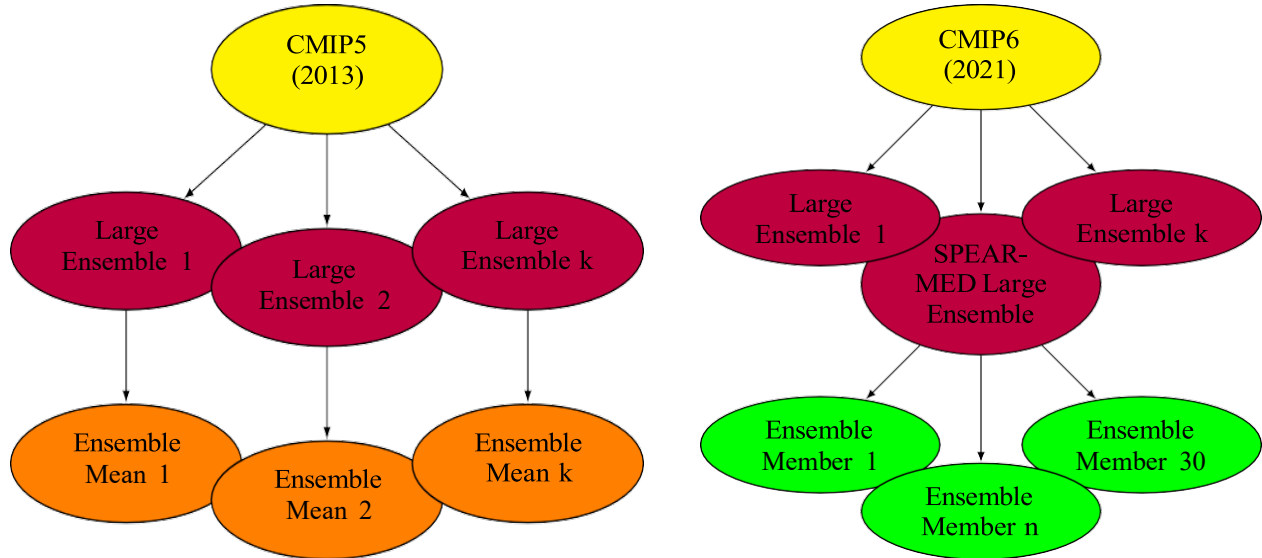 CMIP5
(2013)
Large
Ensemble 1
Large
Ensemble 2
Large
Ensemble k
Ensemble
Mean 1
Ensemble
Mean 2
Ensemble
Mean k
CMIP6
(2021)
Large
Ensemble 1
SPEAR-
MED Large
Ensemble
Large
Ensemble k
Ensemble
Member 1
Ensemble
Member n
Ensemble
Member 30